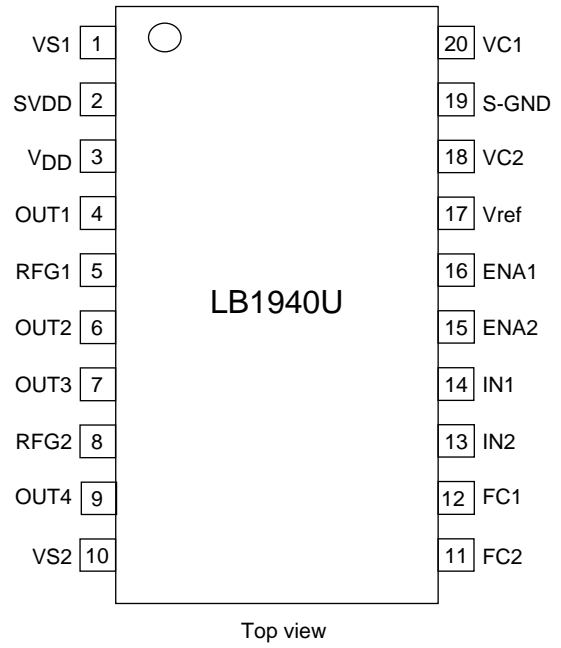 VS1 1 20 VC1
SVDD 2 19 S-GND
VDD 3 18 VC2
OUT1 4 17 Vref
RFG1 5 16 ENA1
LB1940U
OUT2 6 15 ENA2
OUT3 7 14 IN1
RFG2 8 13 IN2
OUT4 9 12 FC1
VS2 10 11 FC2
Top view